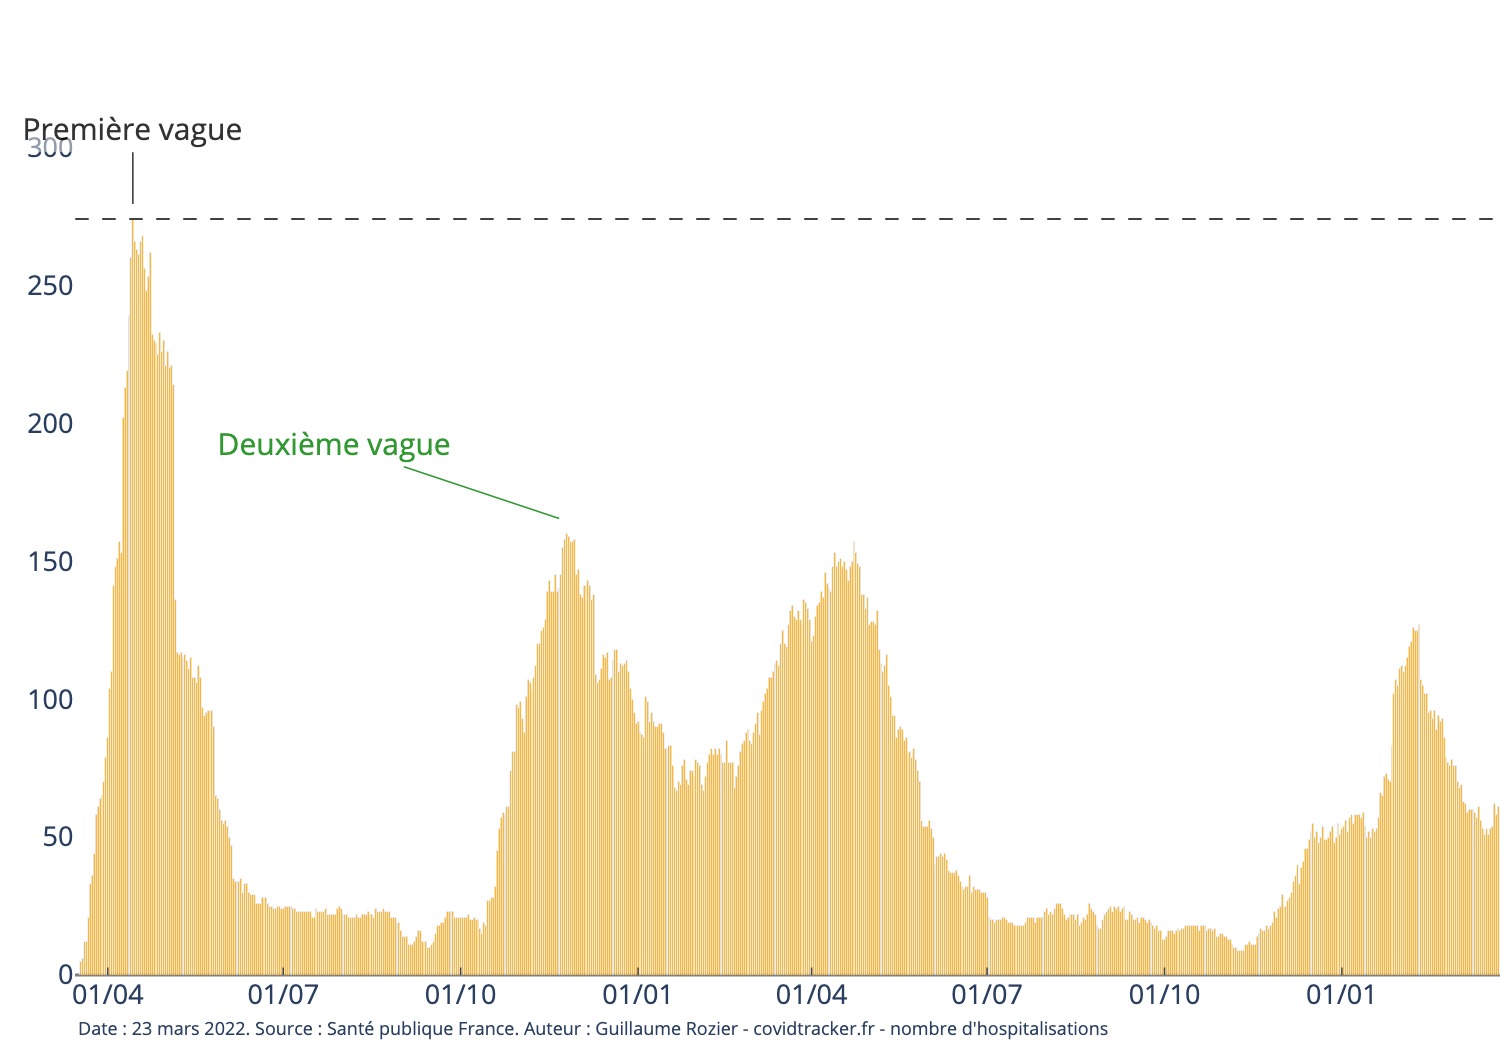 Première vague
300
250
200
Deuxième vague
150
100
50
0
01/04 01/07 01/10 01/01 01/04 01/07 01/10 01/01
Date : 23 mars 2022. Source : Santé publique France. Auteur : Guillaume Rozier - covidtracker.fr - nombre d'hospitalisations